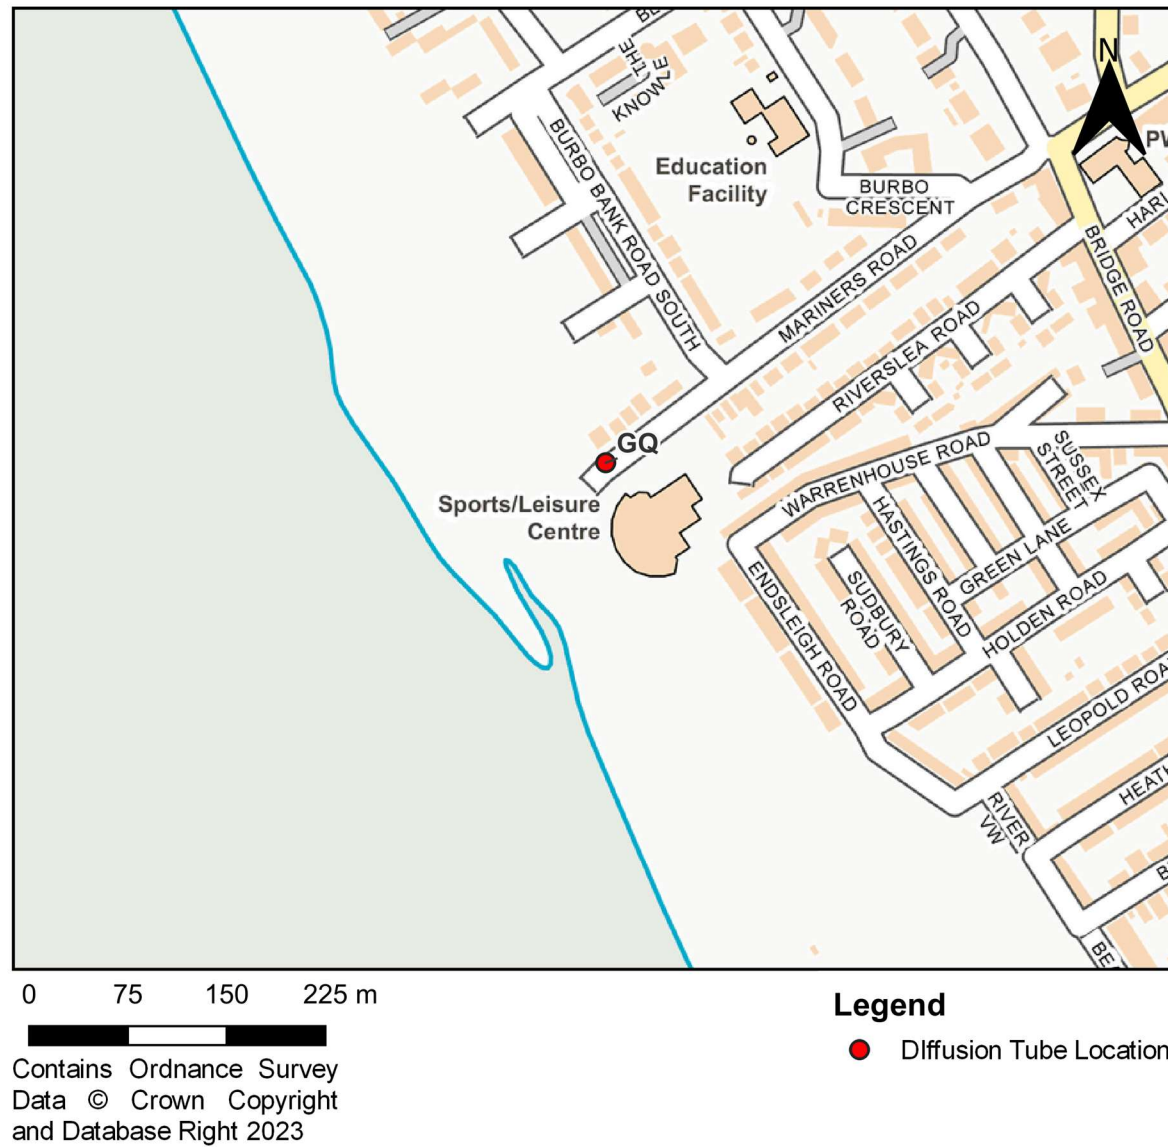 N
THE
KNOWLE
BURBO BANK ROAD SOUTH
Education
Facility
BURBO
CRESCENT
MARINERS ROAD
BRIDGE ROAD
RIVERSLEA ROAD
GQ
Sports/Leisure
Centre
WARRENHOUSE ROAD
SUSSEX
STREET
HASTINGS ROAD
GREEN LANE
ENDSLEIGH ROAD
SUDBURY
ROAD
HOLDEN ROAD
LEOPOLD ROA
RIVER
VW
HEATH
0 75 150 225 m
Contains Ordnance Survey
Data © Crown Copyright
and Database Right 2023
Legend
DIffusion Tube Location